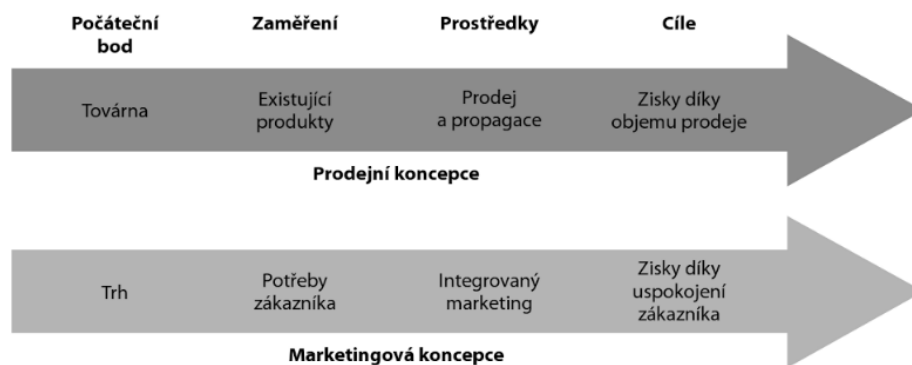 Počáteční
bod
Zaměření
Prostředky
Cíle
Továrna
Existující
produkty
Prodej
a propagace
Zisky díky
objemu prodeje
Prodejní koncepce
Trh
Potřeby
zákazníka
Integrovaný
marketing
Zisky díky
uspokojení
zákazníka
Marketingová koncepce